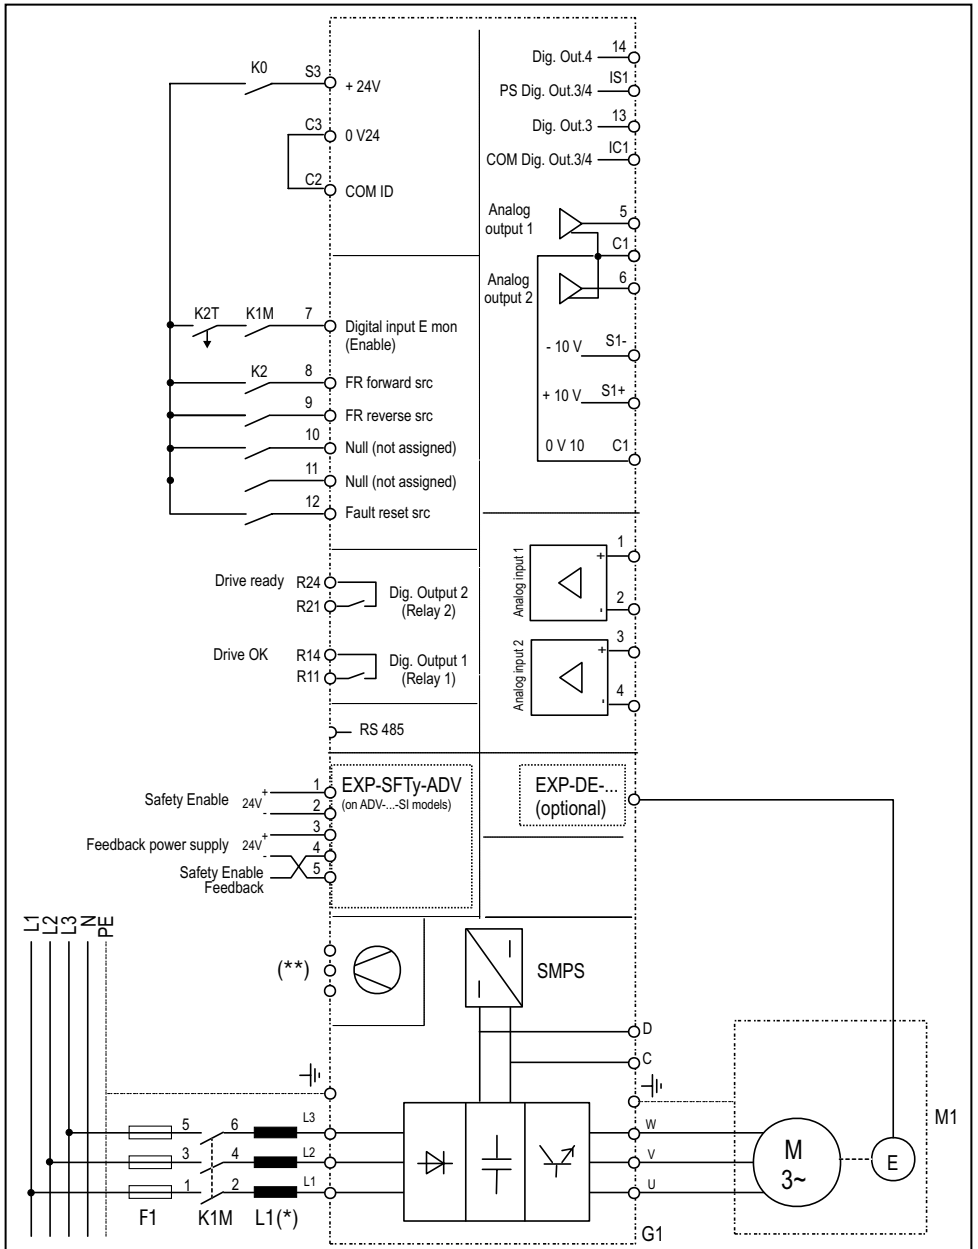 K0 S3 + 24V
C3 0 V24
C2 COM ID
K2T K1M 7 Digital input E mon
(Enable)
K2 8 FR forward src
9 FR reverse src
10 Null (not assigned)
11 Null (not assigned)
12 Fault reset src
Drive ready R24
R21
Dig. Output 2
(Relay 2)
Drive OK R14
R11
Dig. Output 1
(Relay 1)
RS 485
Dig. Out.4 14
PS Dig. Out.3/4 IS1
Dig. Out.3 13
COM Dig. Out.3/4 IC1
Analog
output 1
5
C1
Analog
output 2
6
- 10 V S1-
+ 10 V S1+
0 V 10 C1
Analog input 1
+ 1
- 2
Analog input 2
+ 3
- 4
Safety Enable 24V
+ 1
- 2
Feedback power supply 24V
+ 3
- 4
Safety Enable
Feedback
5
EXP-SFTy-ADV
(on ADV-...-SI models)
EXP-DE-...
(optional)
L1
L2
L3
N
PE
(**)
SMPS
D
C
5 6 L3
3 4 L2
1 2 L1
F1 K1M L1(*)
W
V
U
M
3~
E
M1
G1